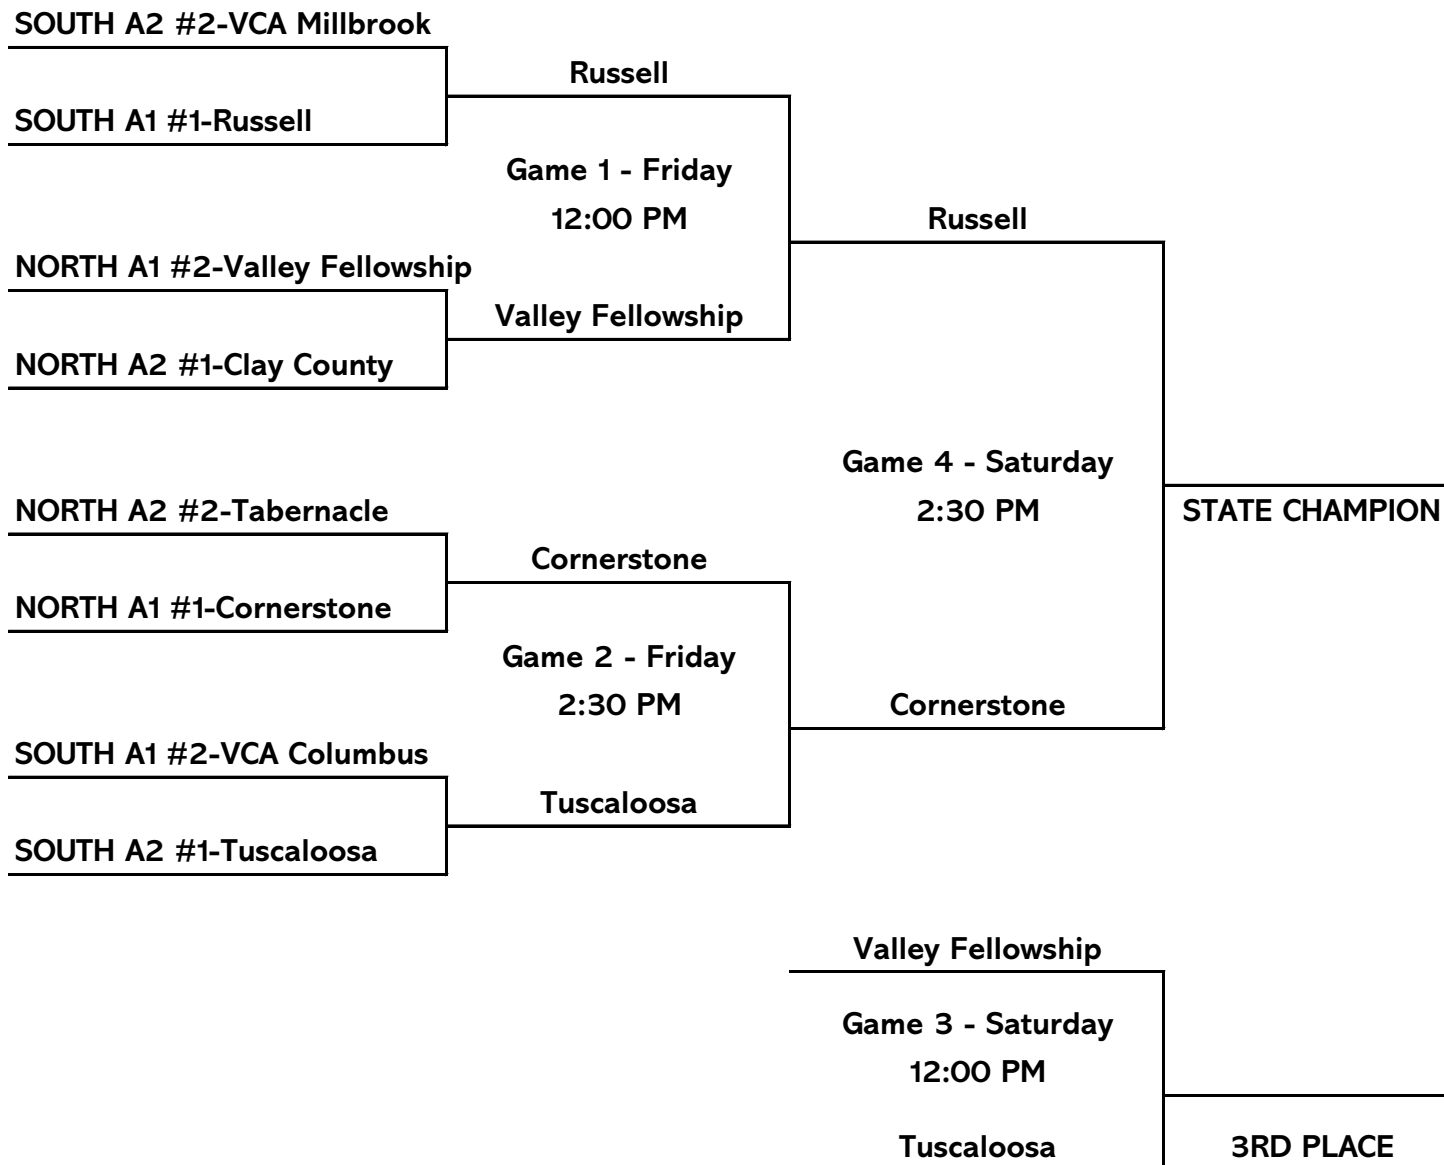 SOUTH A2 #2-VCA Millbrook
Russell
SOUTH A1 #1-Russell
Game 1 - Friday
12:00 PM
Russell
NORTH A1 #2-Valley Fellowship
Valley Fellowship
NORTH A2 #1-Clay County
Game 4 - Saturday
2:30 PM
STATE CHAMPION
NORTH A2 #2-Tabernacle
Cornerstone
NORTH A1 #1-Cornerstone
Game 2 - Friday
2:30 PM
Cornerstone
SOUTH A1 #2-VCA Columbus
Tuscaloosa
SOUTH A2 #1-Tuscaloosa
Valley Fellowship
Game 3 - Saturday
12:00 PM
Tuscaloosa
3RD PLACE